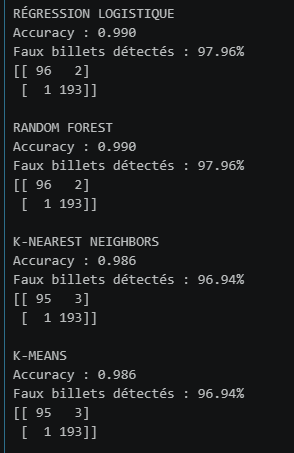 RÉGRESSION LOGISTIQUE
Accuracy : 0.990
Faux billets détectés : 97.96%
[[ 96   2]
 [  1 193]]
RANDOM FOREST
Accuracy : 0.990
Faux billets détectés : 97.96%
[[ 96   2]
 [  1 193]]
K-NEAREST NEIGHBORS
Accuracy : 0.986
Faux billets détectés : 96.94%
[[ 95   3]
 [  1 193]]
K-MEANS
Accuracy : 0.986
Faux billets détectés : 96.94%
[[ 95   3]
 [  1 193]]